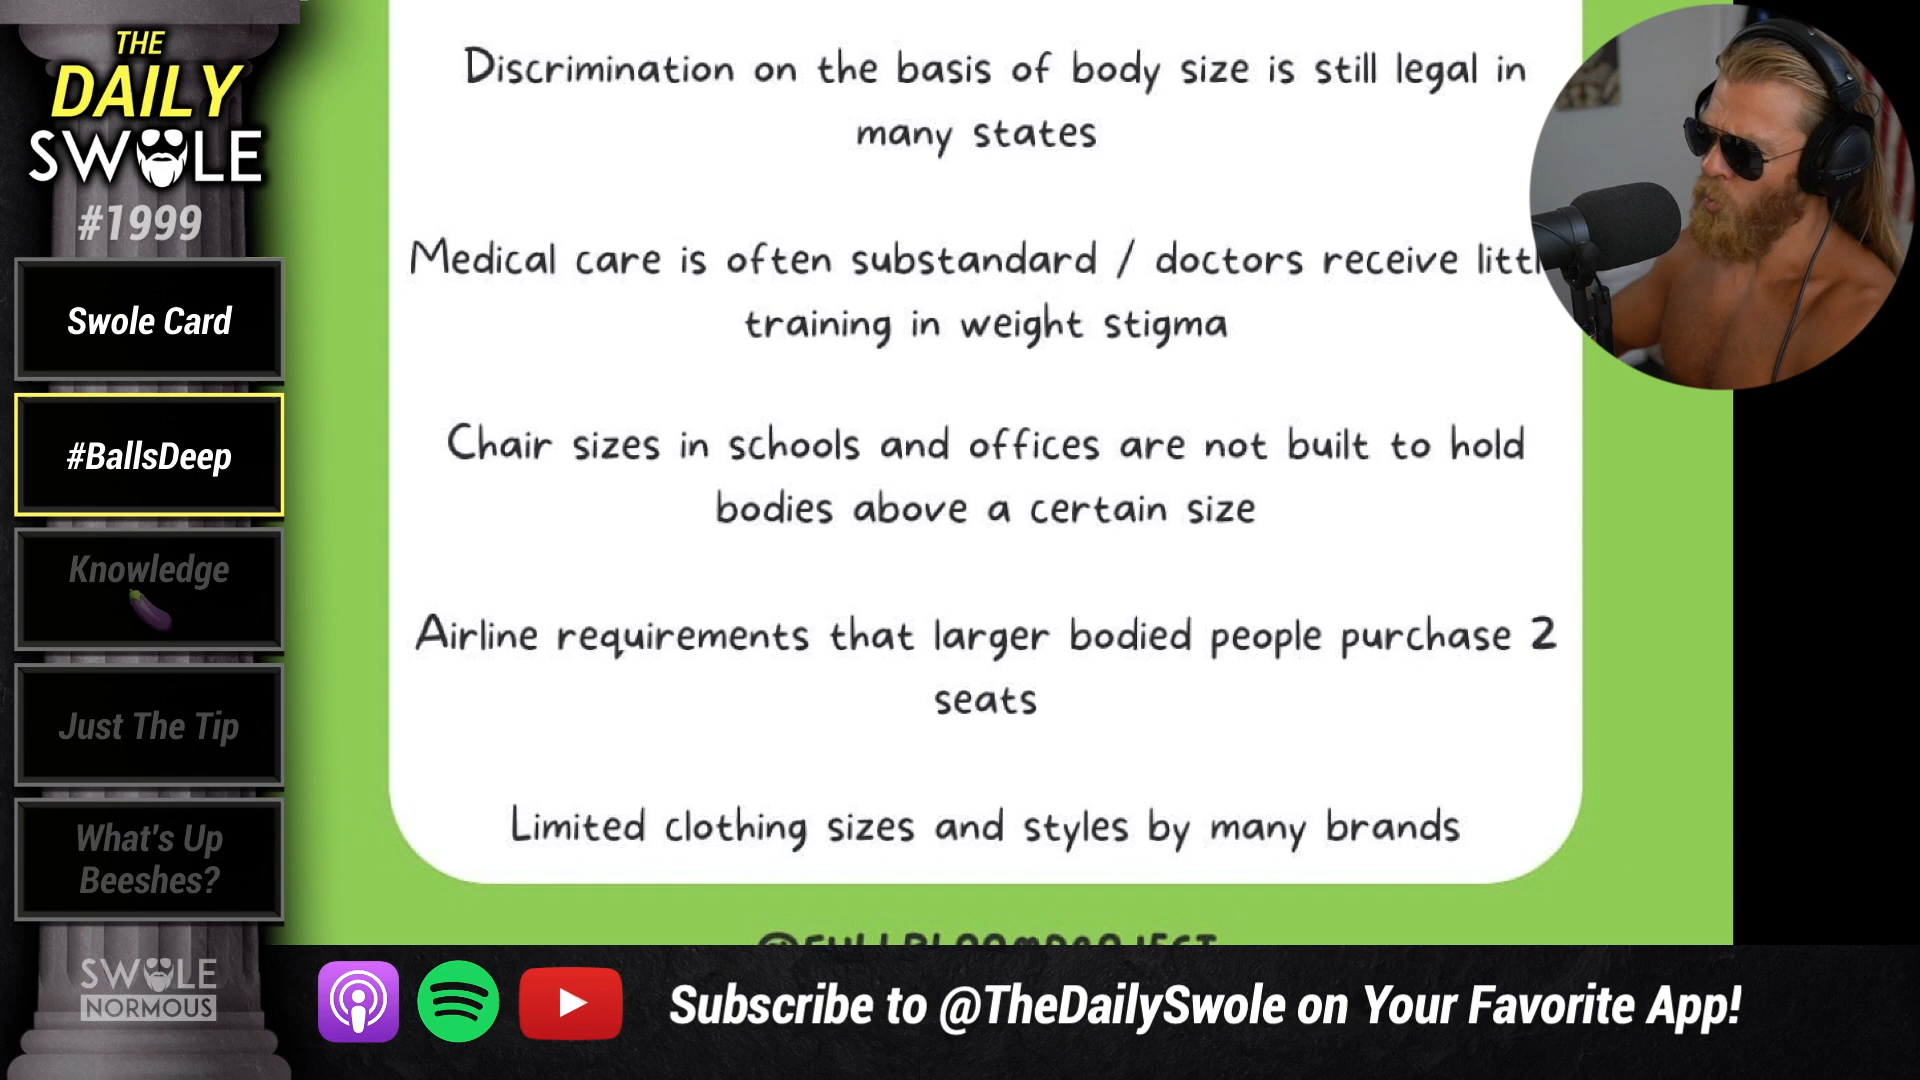 THE
DAILY
SWOLE
#1999
Swole Card
#BallsDeep
Knowledge
Just The Tip
What's Up
Beeshes?
SWOLE
NORMOUS
Discrimination on the basis of body size is still legal in
many states
Medical care is often substandard / doctors receive
training in weight stigma
Chair sizes in schools and offices are not built to hold
bodies above a certain size
Airline requirements that larger bodied people purchase 2
seats
Limited clothing sizes and styles by many brands
@FULLBLOOMPROJECT
Subscribe to @TheDailySwole on Your Favorite App!